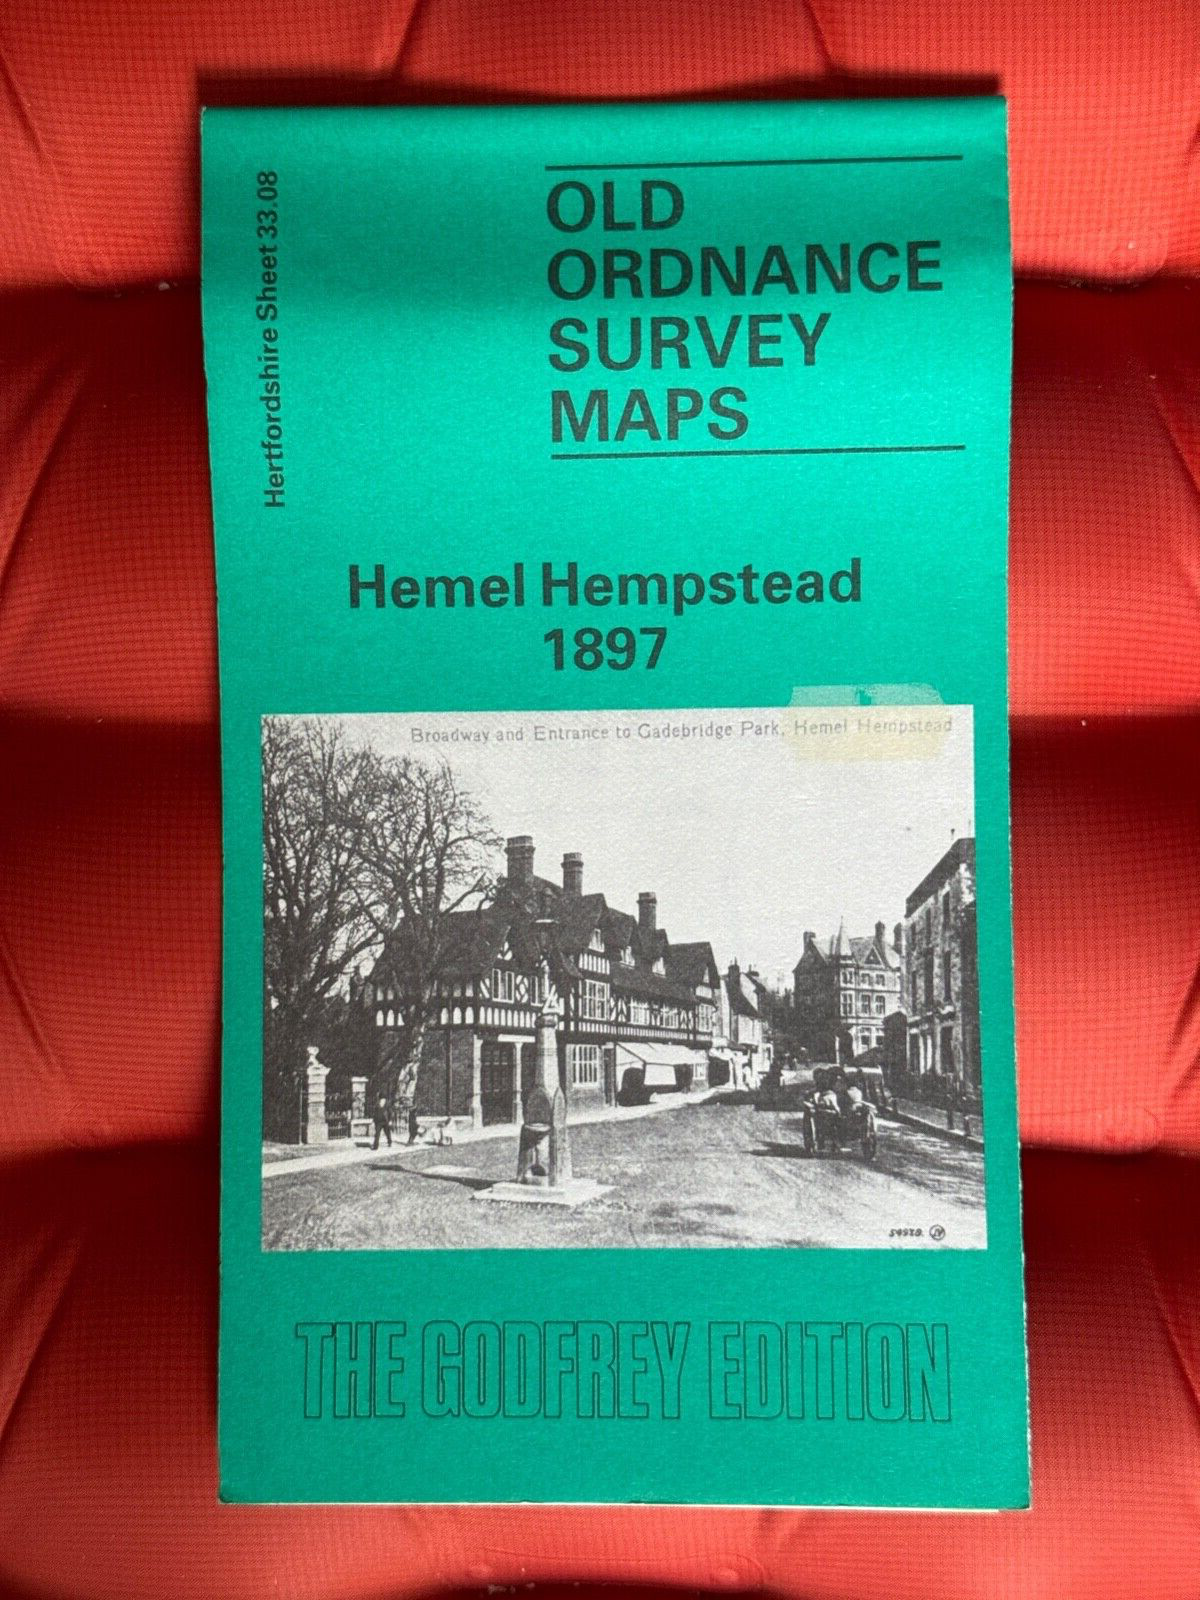 Hertfordshire Sheet 33.08
OLD
ORDNANCE
SURVEY
MAPS
Hemel Hempstead
1897
Broadway and Entrance to Gadebridge Park, Hemel Hempstead
THE GODFREY EDITION